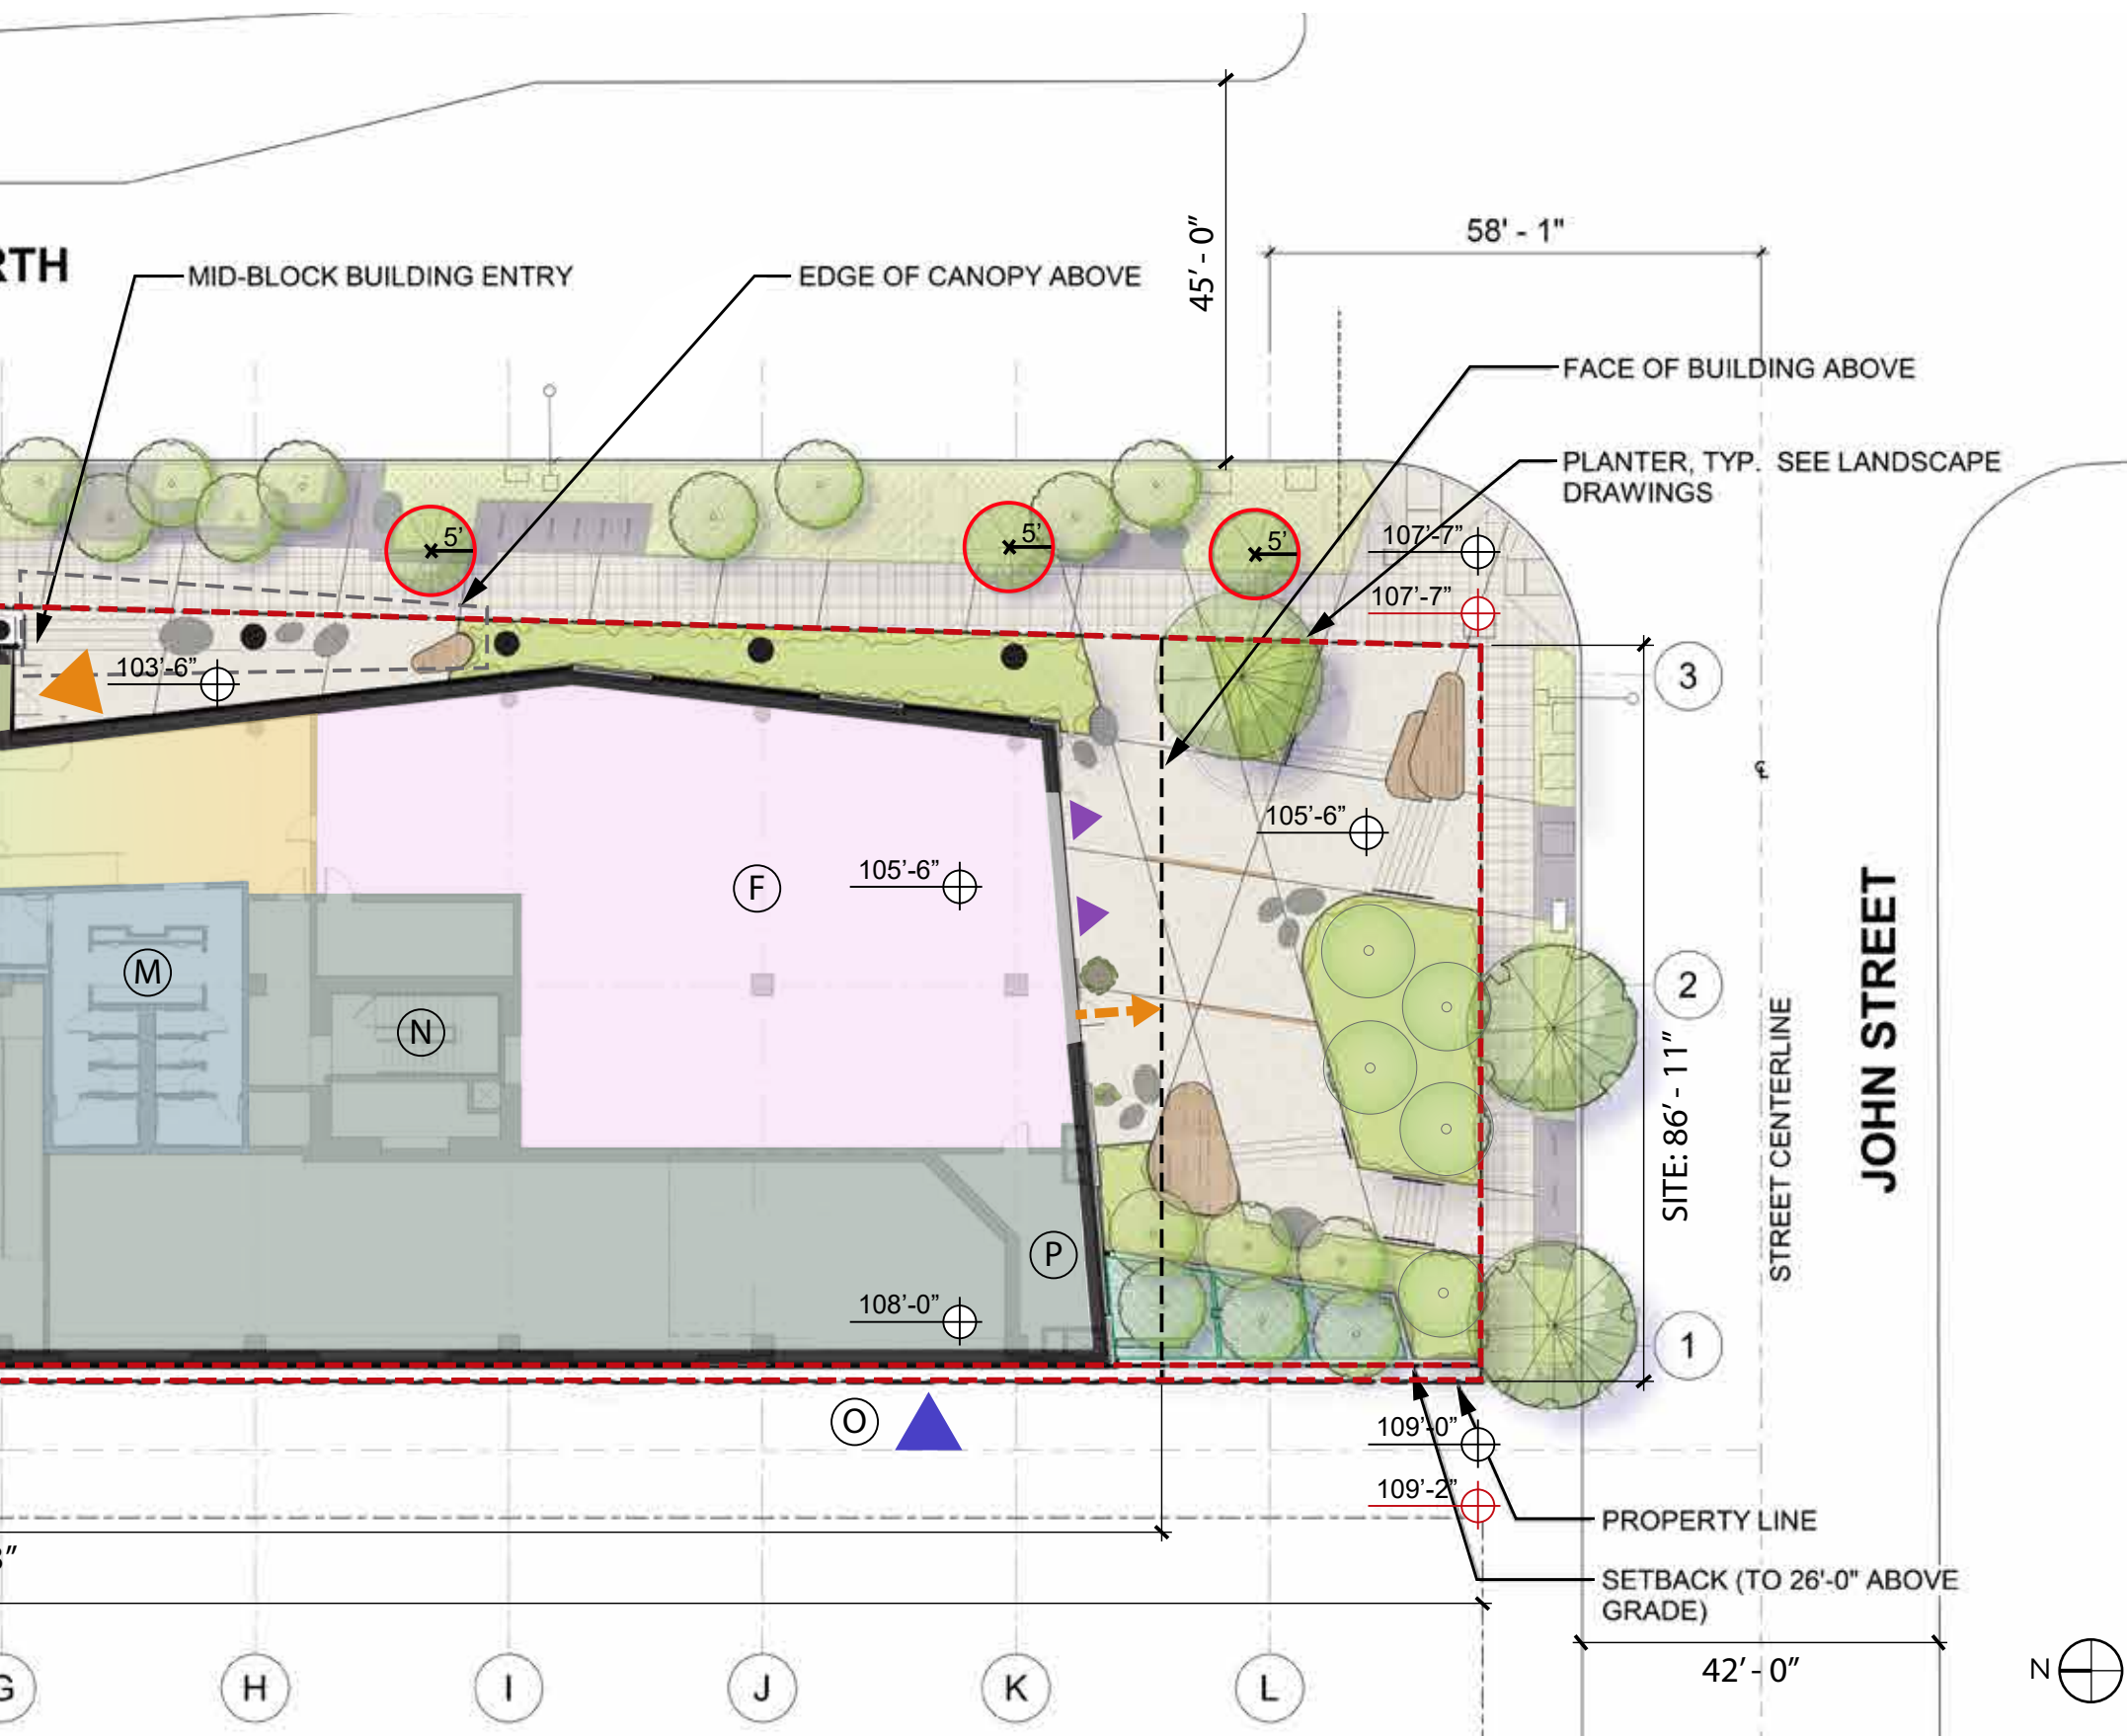 58' - 1"
45’ - 0”
RTH
MID-BLOCK BUILDING ENTRY
EDGE OF CANOPY ABOVE
FACE OF BUILDING ABOVE
PLANTER, TYP. SEE LANDSCAPE
DRAWINGS
5’
5’
5’
107’-7”
107’-7”
103’-6”
3
℄
105’-6”
105’-6”
F
M
N
2
JOHN STREET
STREET CENTERLINE
SITE: 86’ - 11”
P
108’-0”
1
O
109’-0”
109’-2”
PROPERTY LINE
SETBACK (TO 26'-0" ABOVE
GRADE)
42’ - 0”
N
G
H
I
J
K
L